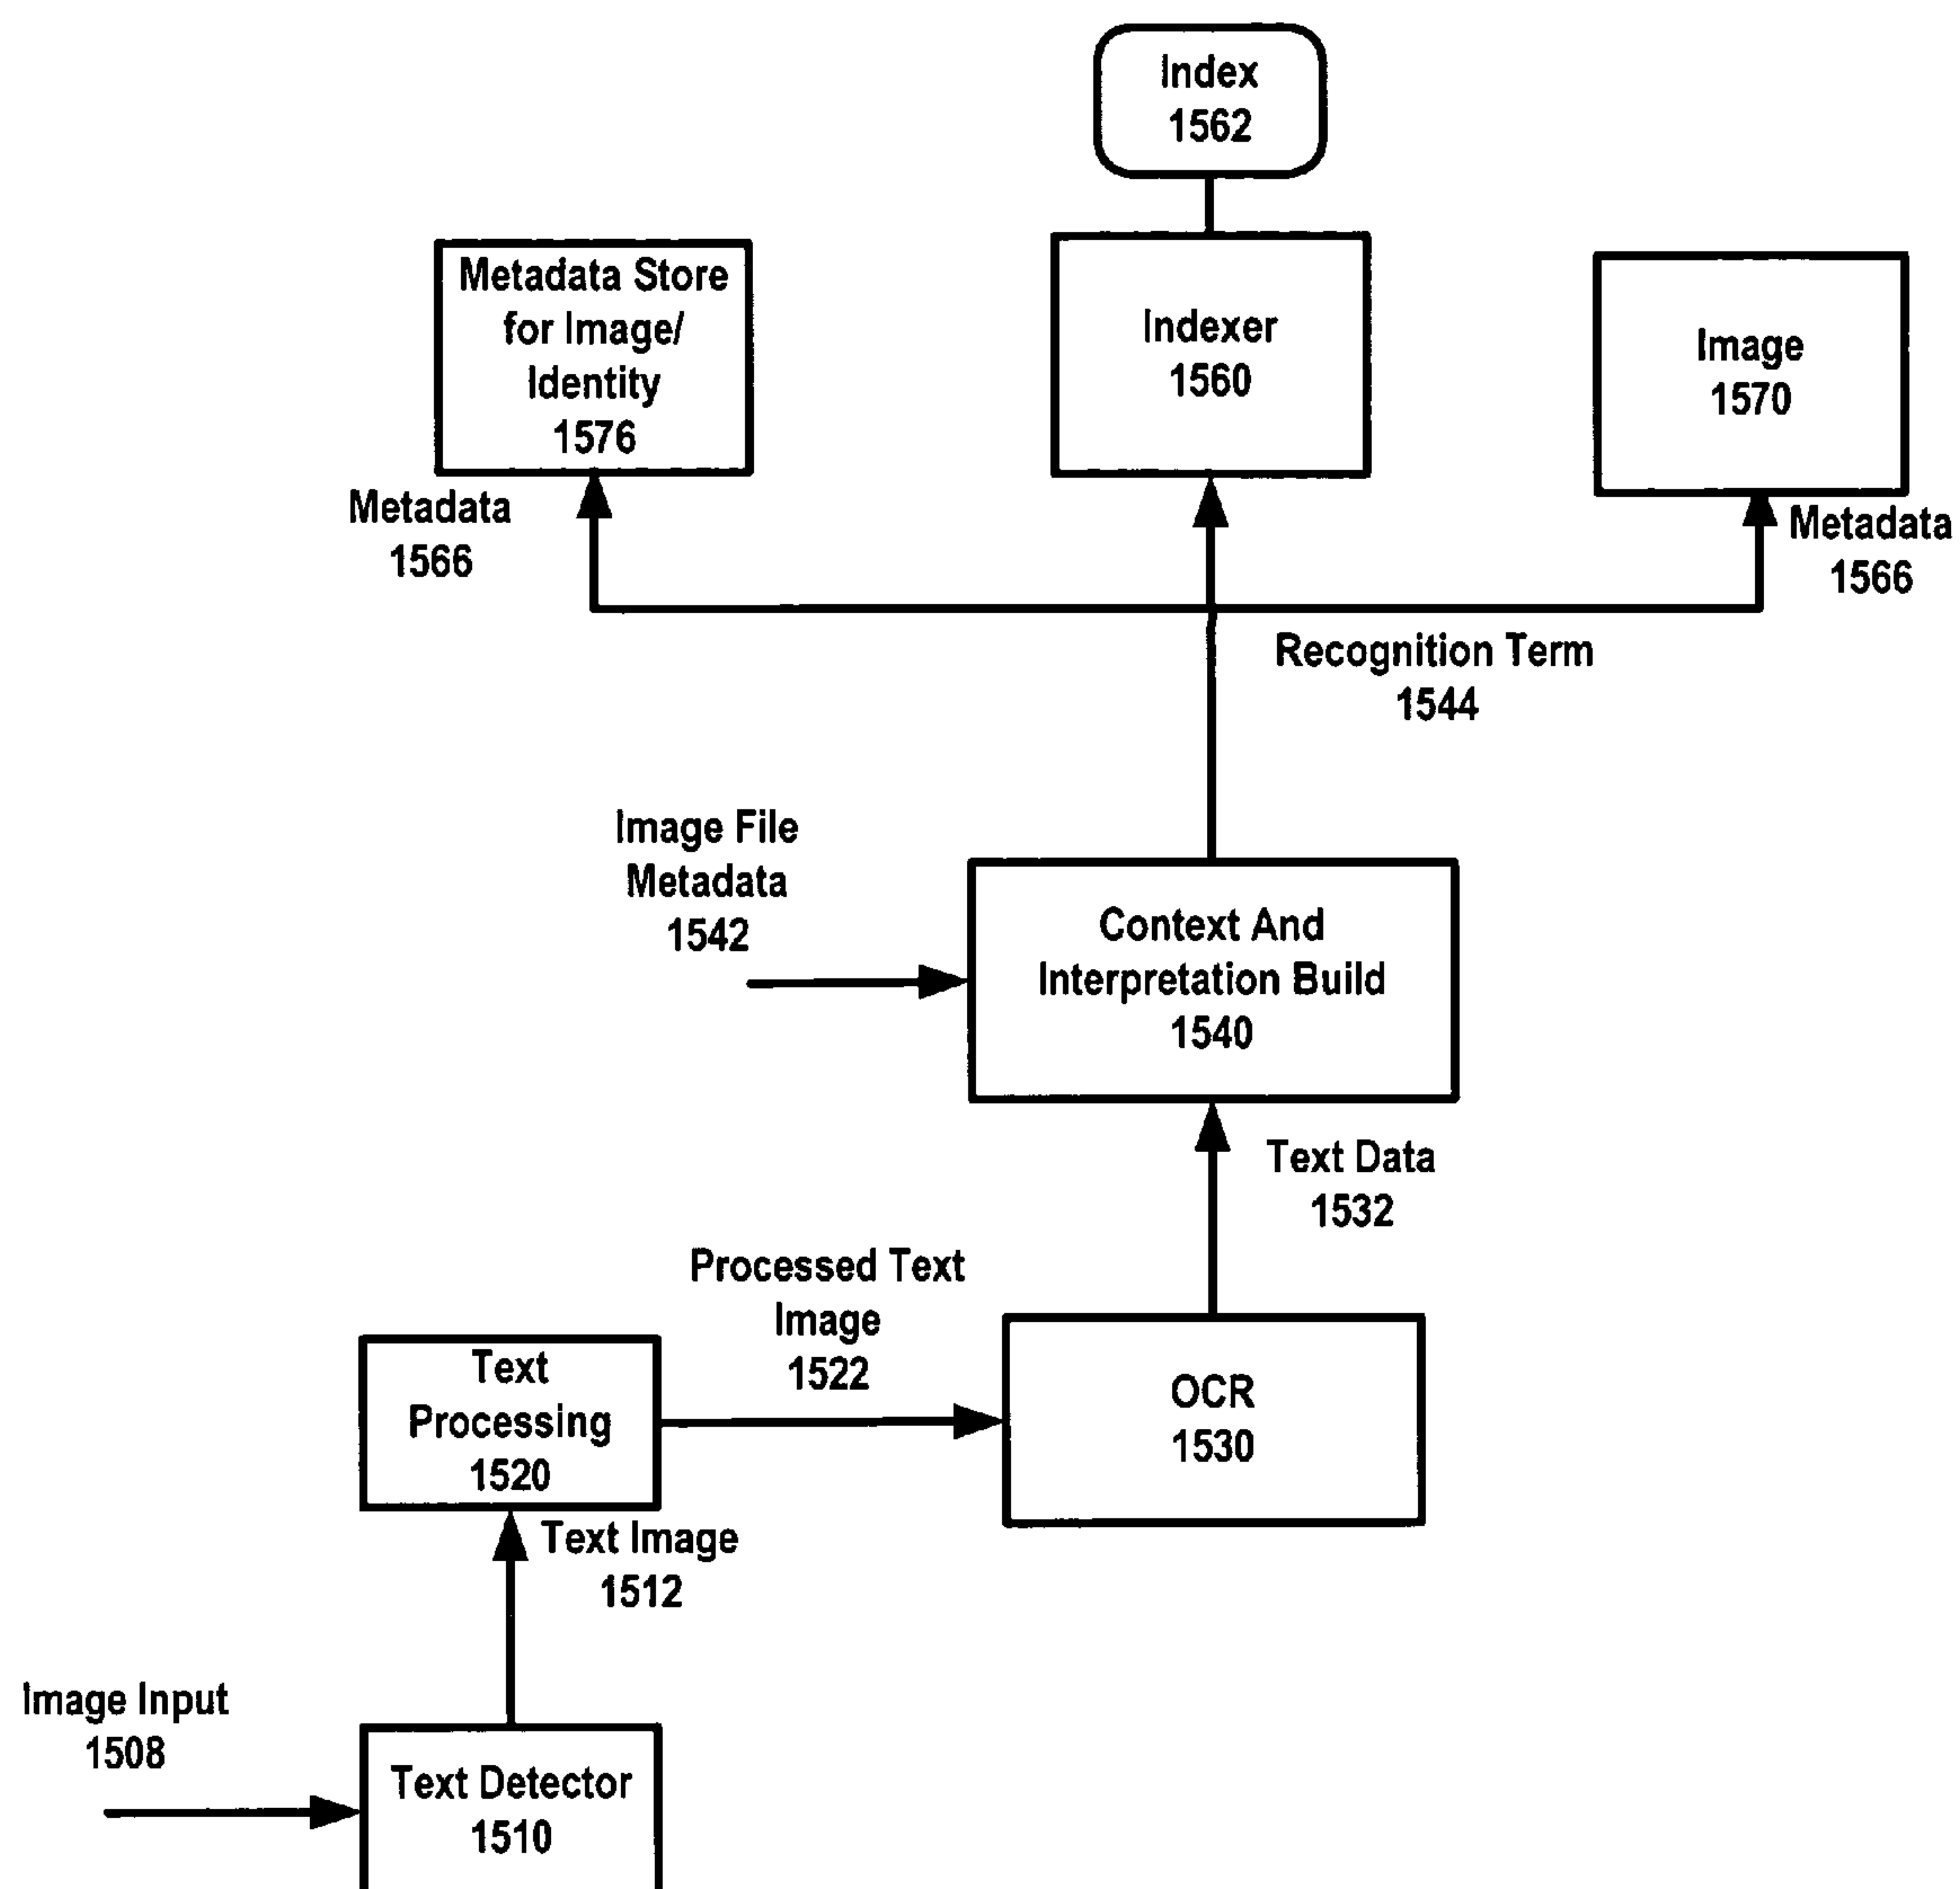 Index
1562
Metadata Store
for Image/
Identity
1576
Indexer
1560
Image
1570
Metadata
1566
Metadata
1566
Recognition Term
1544
Image File
Metadata
1542
Context And
Interpretation Build
1540
Text Data
1532
Processed Text
Image
1522
Text
Processing
1520
OCR
1530
Text Image
1512
Image Input
1508
Text Detector
1510